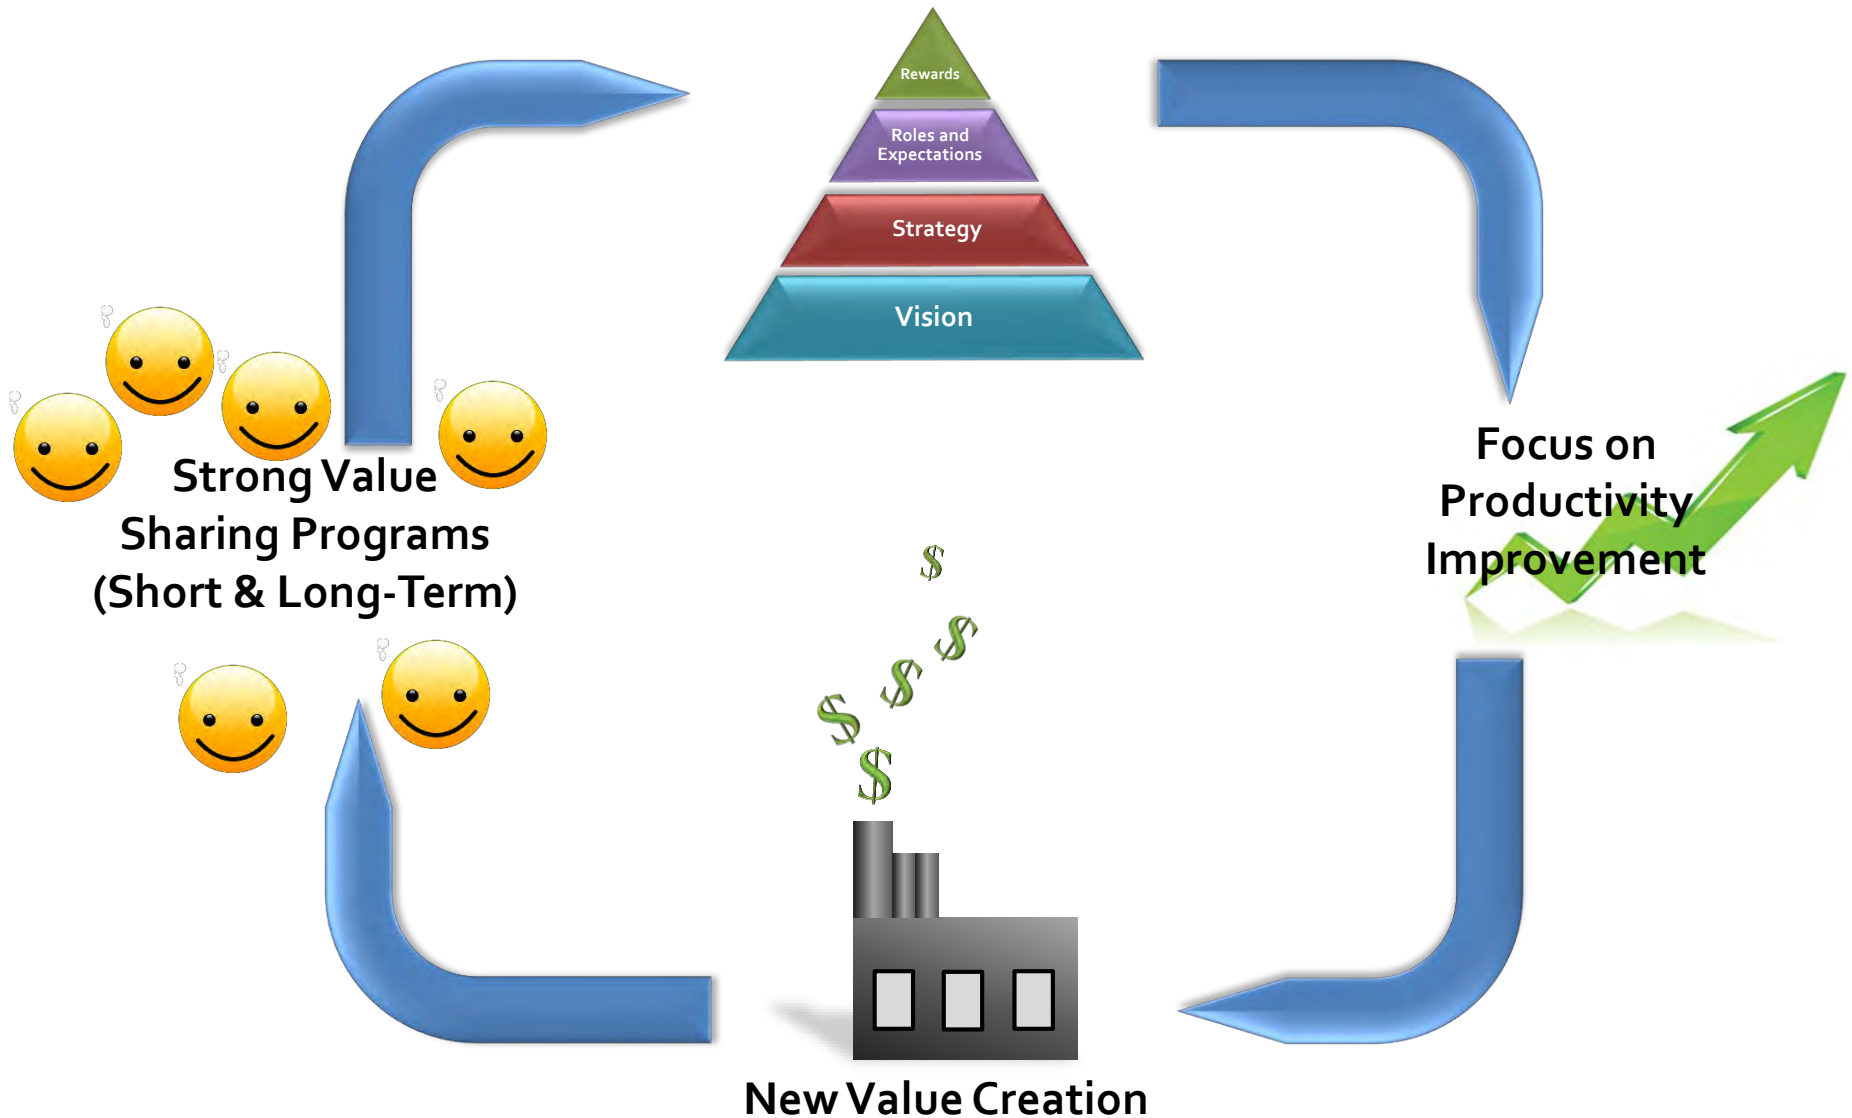 Rewards
Roles and
Expectations
Strategy
Vision
Focus on
Productivity
Improvement
Strong Value
Sharing Programs
(Short & Long-Term)
$
$
$
$
$
New Value Creation